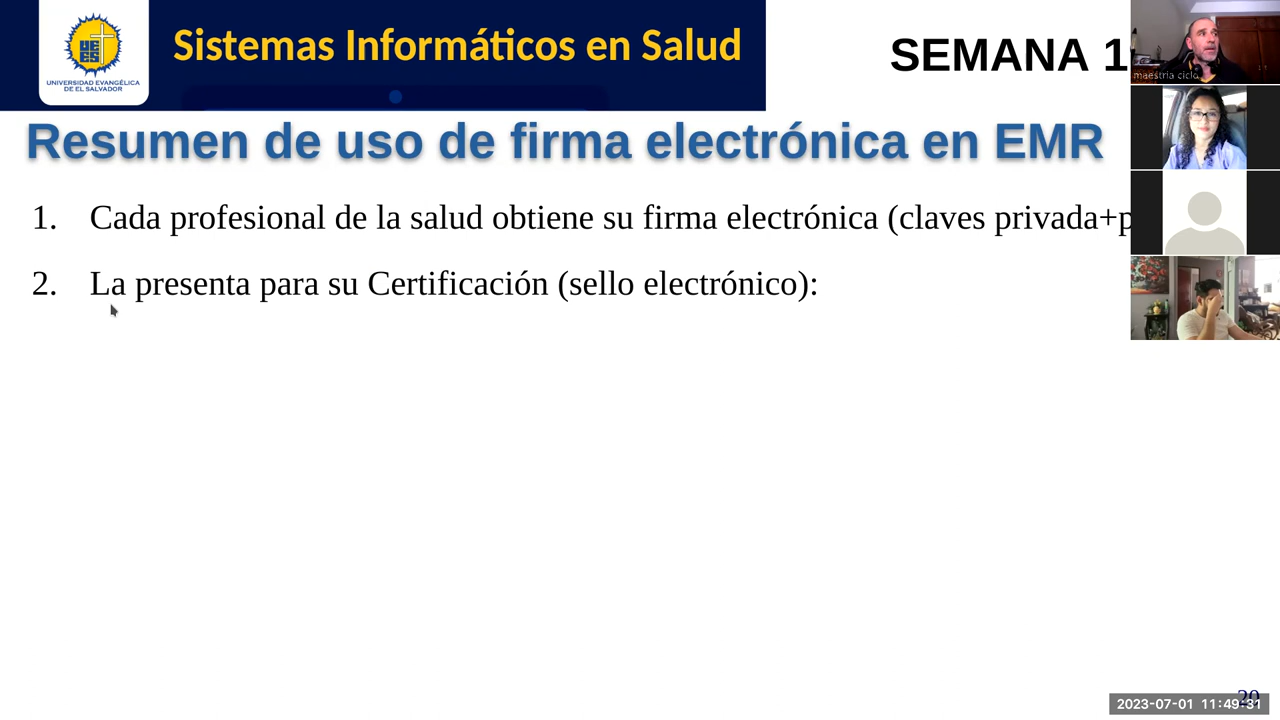 UNIVERSIDAD EVANGÉLICA
DE EL SALVADOR
Sistemas Informáticos en Salud
SEMANA 1
maestria ciclo
Resumen de uso de firma electrónica en EMR
1. Cada profesional de la salud obtiene su firma electrónica (claves privada+p
2. La presenta para su Certificación (sello electrónico):
20
2023-07-01 11:49:31